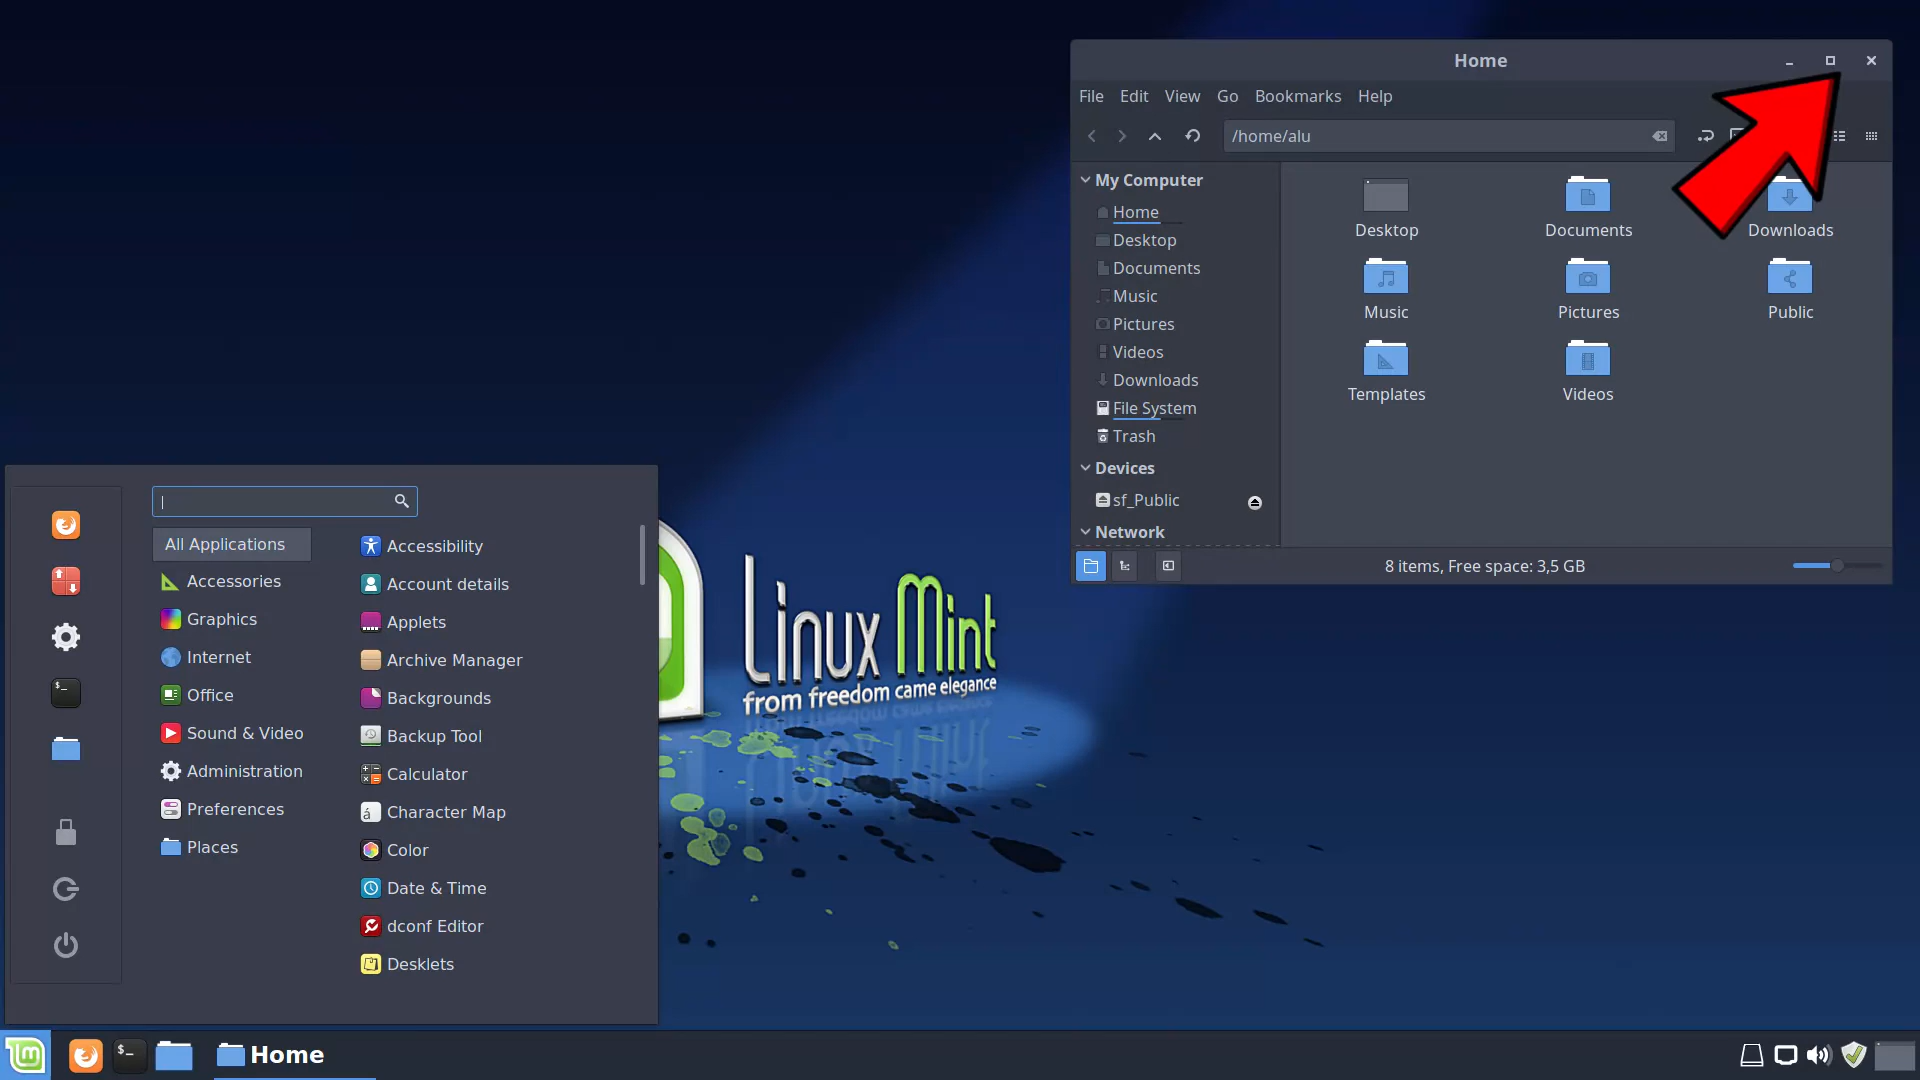 Home
File Edit View Go Bookmarks Help
/home/alu
My Computer
Home
Desktop
Documents
Music
Pictures
Videos
Downloads
File System
Trash
Devices
sf_Public
Network
Desktop
Documents
Downloads
Music
Pictures
Public
Templates
Videos
8 items, Free space: 3,5 GB
All Applications
Accessories
Graphics
Internet
Office
Sound & Video
Administration
Preferences
Places
Accessibility
Account details
Applets
Archive Manager
Backgrounds
Backup Tool
Calculator
Character Map
Color
Date & Time
dconf Editor
Desklets
Linux Mint
from freedom came elegance
Home